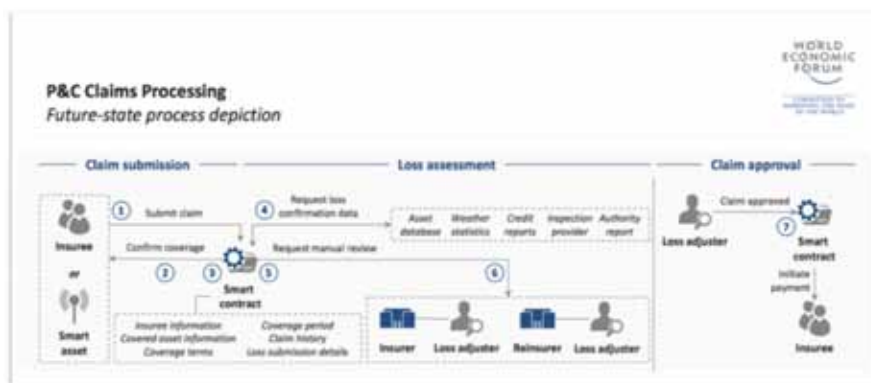 WORLD
ECONOMIC
FORUM
P&C Claims Processing
Future-state process depiction
Claim submission
Loss assessment
Claim approval
1
Submit claim
4
Request loss
confirmation data
Asset
database
Weather
statistics
Credit
reports
Inspection
provider
Authority
report
Claim approved
7
Insuree
Confirm coverage
Request manual review
Loss adjuster
Smart
contract
or
2
3
5
6
Smart
contract
Initiate
payment
Smart
asset
Insuree information
Covered asset information
Coverage terms
Coverage period
Claim history
Loss submission details
Insurer
Loss adjuster
Reinsurer
Loss adjuster
Insuree